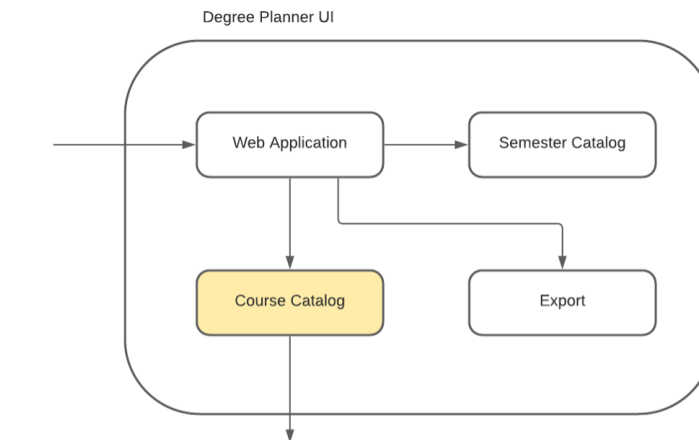 Degree Planner UI
Web Application
Semester Catalog
Course Catalog
Export